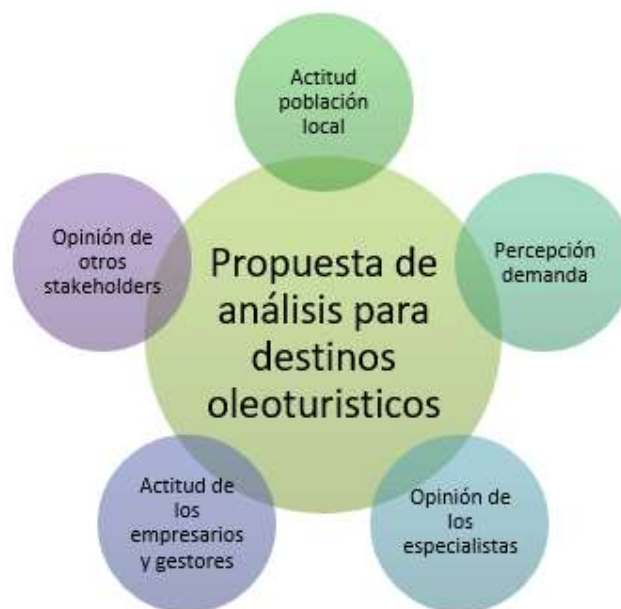 Actitud
población
local
Percepción
demanda
Opinión de
los
especialistas
Actitud de
los
empresarios
y gestores
Opinión de
otros
stakeholders
Propuesta de
análisis para
destinos
oleoturisticos